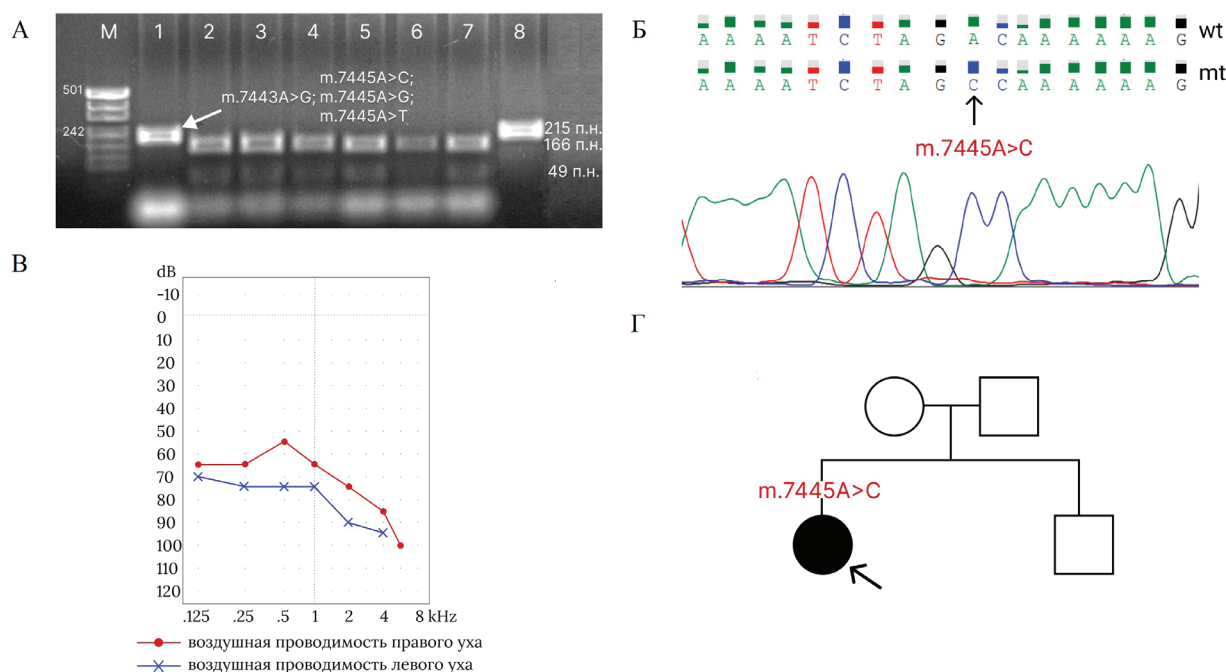 А
М 1 2 3 4 5 6 7 8
501
242
m.7445A>C;
m.7443A>G; m.7445A>G;
m.7445A>T
215 п.н.
166 п.н.
49 п.н.
Б
A A A A T C T A G A C A A A A A A G wt
A A A A T C T A G C C A A A A A A G mt
m.7445A>C
В
dB
-10
0
10
20
30
40
50
60
70
80
90
100
110
120
.125 .25 .5 1 2 4 8 kHz
воздушная проводимость правого уха
воздушная проводимость левого уха
Г
m.7445A>C